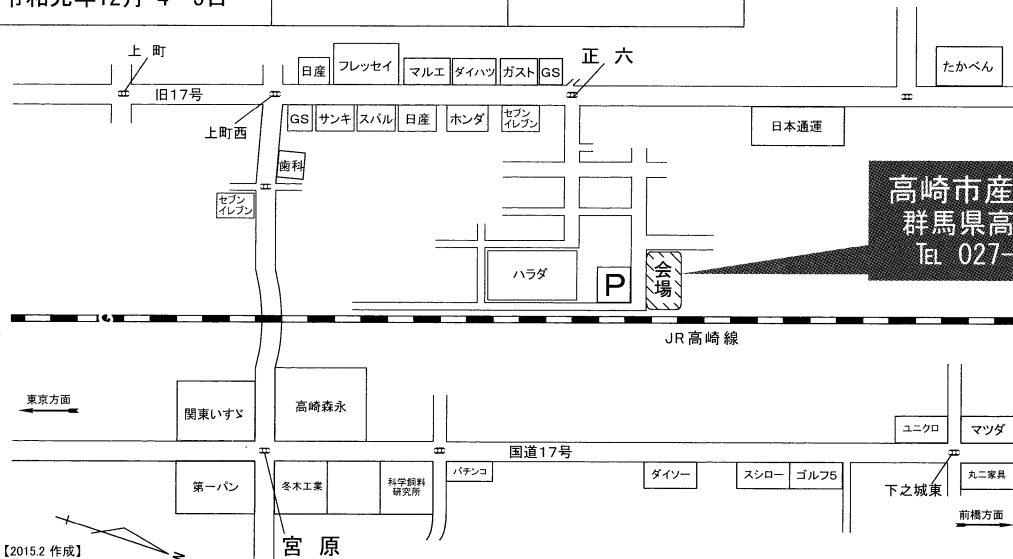 上 町
正 六
日産
フレッセイ
マルエ
ダイハツ
ガスト
GS
たかべん
旧17号
上町西
GS
サンキ
スバル
日産
ホンダ
セブン
イレブン
日本通運
歯科
セブン
イレブン
高崎市産
群馬県高
℡ 027-
ハラダ
P
会場
JR高崎線
東京方面
関東いすゞ
高崎森永
ユニクロ
マツダ
国道17号
第一パン
冬木工業
科学飼料
研究所
パチンコ
ダイソー
スシロー
ゴルフ5
下之城東
丸二家具
前橋方面
宮 原
N
【2015.2 作成】